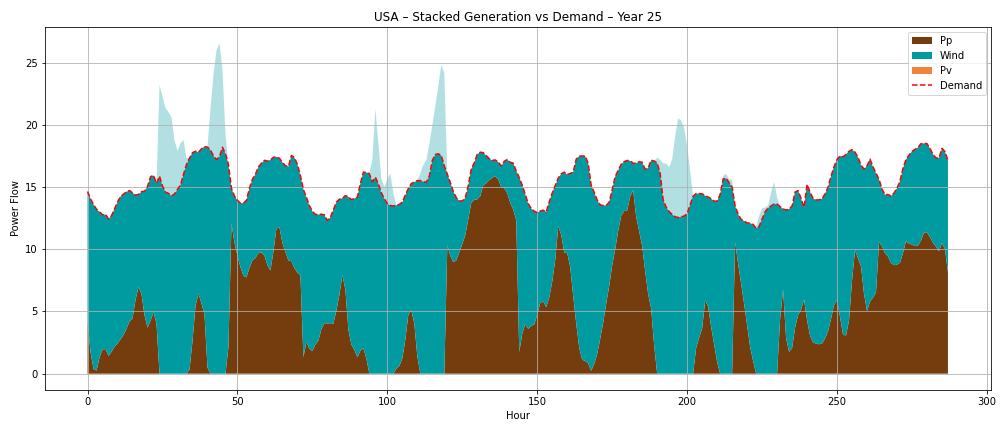 USA – Stacked Generation vs Demand – Year 25
Pp
Wind
Pv
Demand
Power Flow
25
20
15
10
5
0
0 50 100 150 200 250 300
Hour